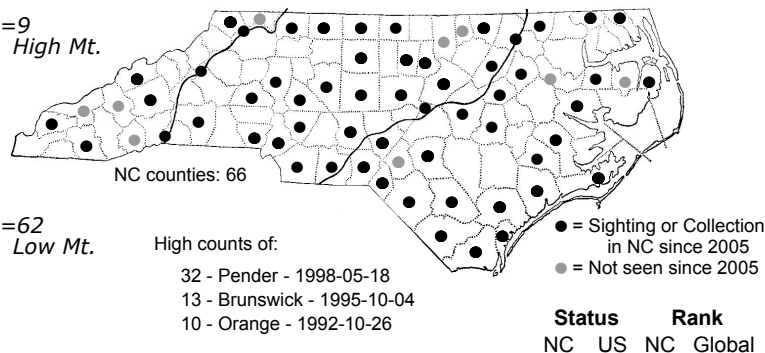 =9
High Mt.
NC counties: 66
=62
Low Mt.
High counts of:
32 - Pender - 1998-05-18
13 - Brunswick - 1995-10-04
10 - Orange - 1992-10-26
= Sighting or Collection
in NC since 2005
= Not seen since 2005
Status Rank
NC US NC Global